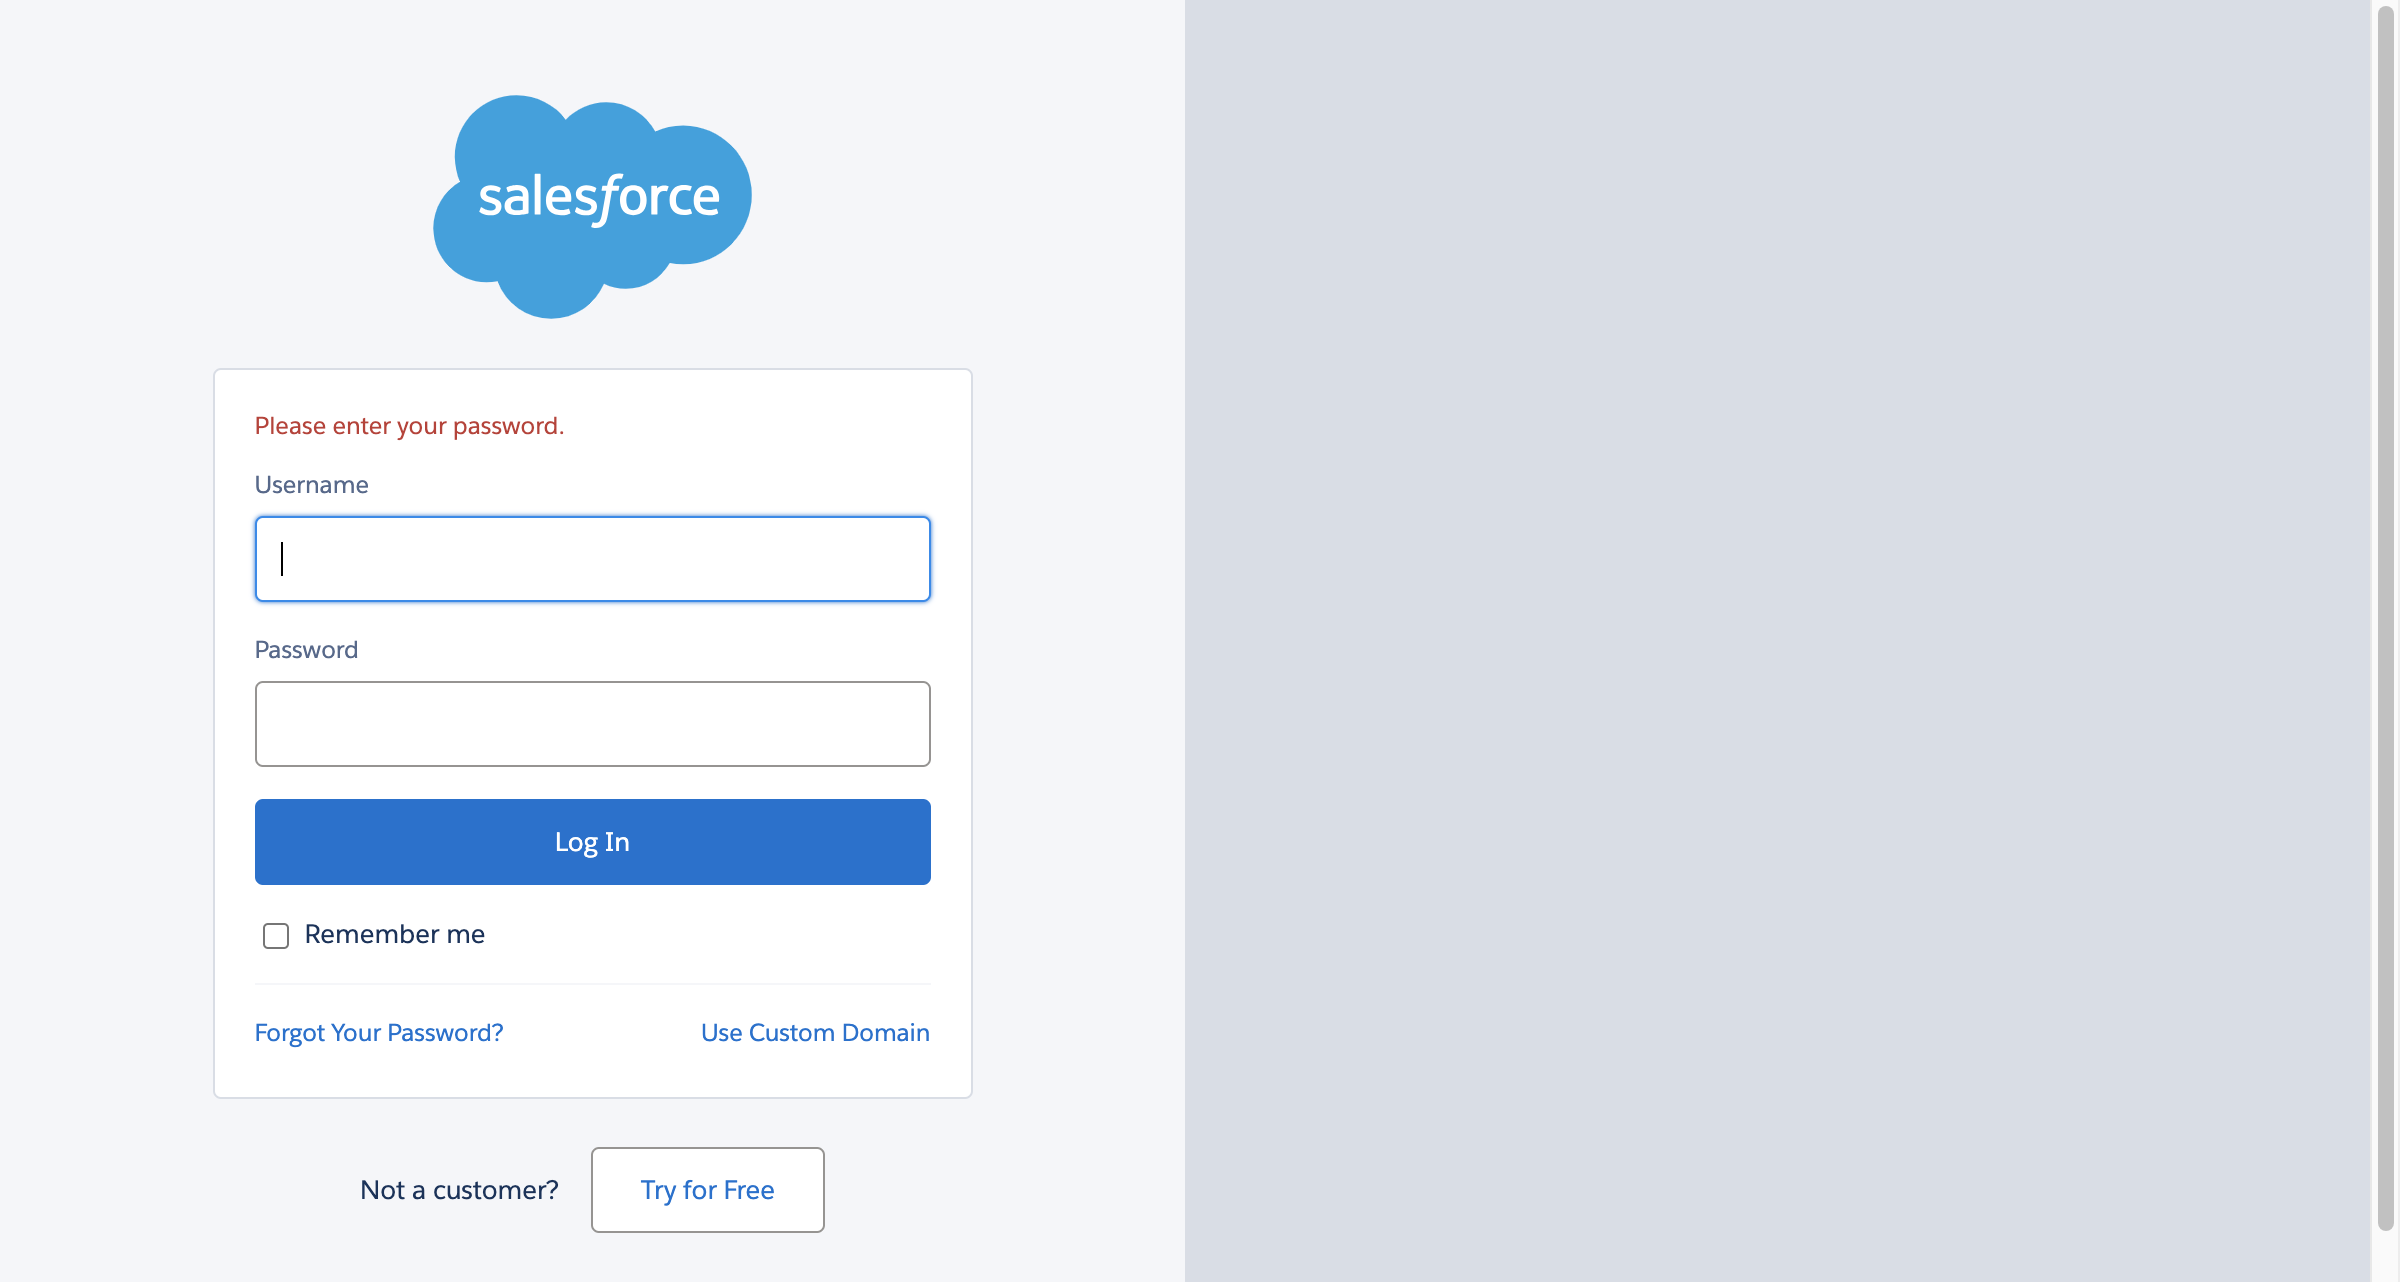 salesforce
Please enter your password.
Username
Password
Log In
Remember me
Forgot Your Password? Use Custom Domain
Not a customer? Try for Free